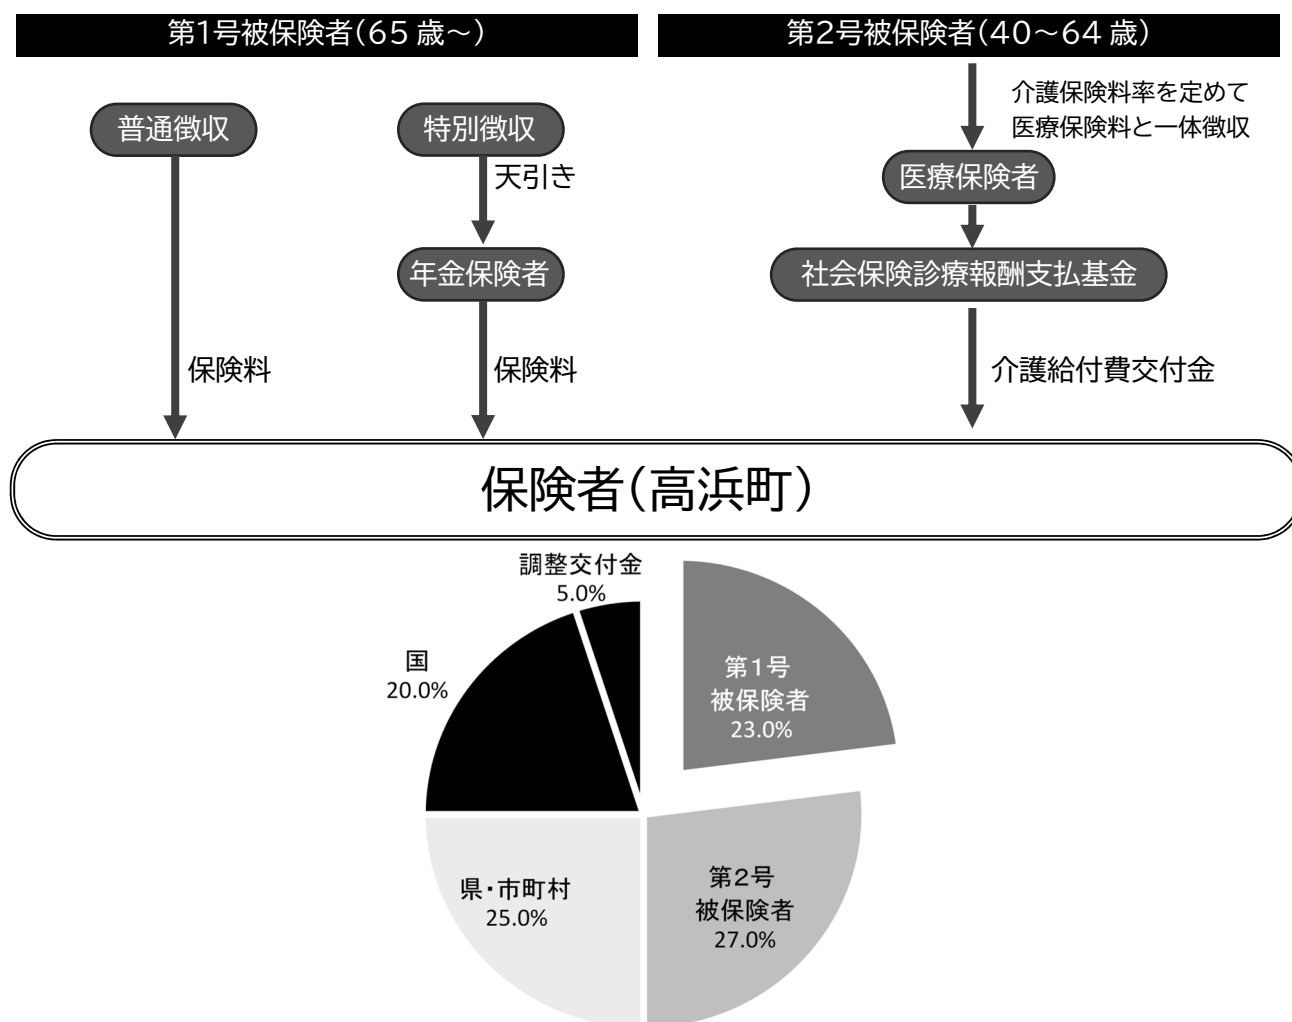 第1号被保険者(65歳～)
第2号被保険者(40～64歳)
普通徴収
特別徴収
天引き
年金保険者
保険料
保険料
介護保険料率を定めて
医療保険料と一体徴収
医療保険者
社会保険診療報酬支払基金
介護給付費交付金
保険者(高浜町)
調整交付金
5.0%
国
20.0%
第1号
被保険者
23.0%
県・市町村
25.0%
第2号
被保険者
27.0%